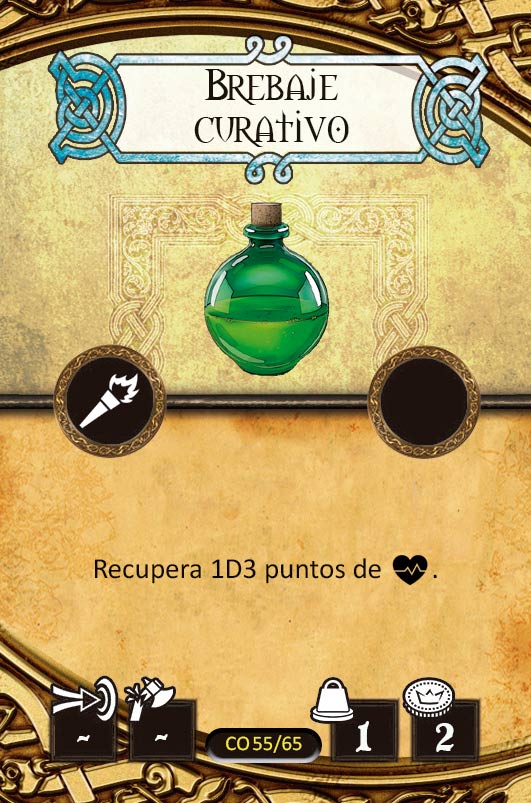 Brebaje
curativo
Recupera 1D3 puntos de .
~ ~ CO 55/65 1 2